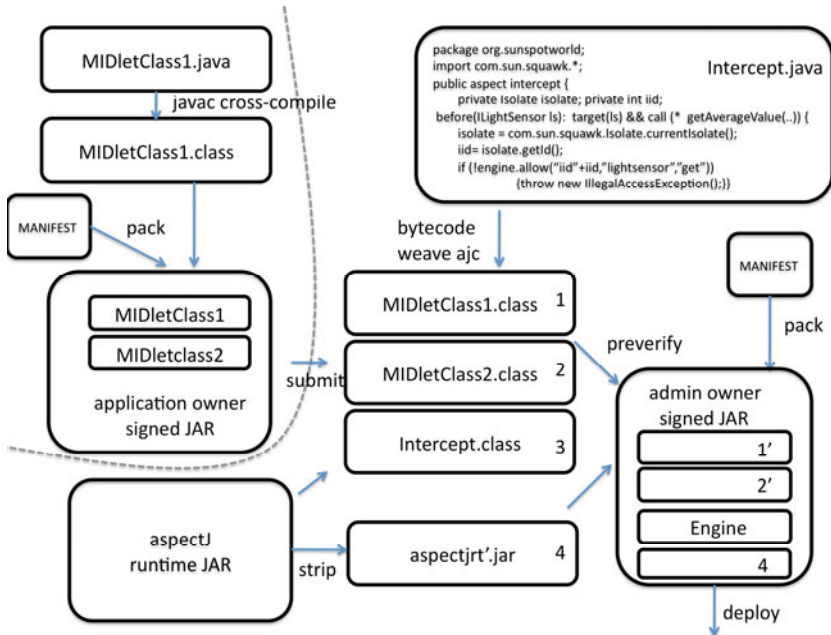 MIDletClass1.java
javac cross-compile
MIDletClass1.class
MANIFEST
pack
MIDletClass1
MIDletclass2
application owner
signed JAR
submit
package org.sunspotworld;
import com.sun.squawk.*;
public aspect intercept {
private Isolate isolate; private int iid;
before(ILightSensor ls): target(ls) && call (* getAverageValue(..)) {
isolate = com.sun.squawk.Isolate.currentIsolate();
iid= isolate.getId();
if (!engine.allow("iid"+iid,"lightsensor","get"))
{throw new IllegalAccessException();}}
Intercept.java
bytecode
weave ajc
MIDletClass1.class 1
MIDletClass2.class 2
Intercept.class 3
aspectJ
runtime JAR
strip
aspectjrt'.jar 4
preverify
MANIFEST
pack
admin owner
signed JAR
1'
2'
Engine
4
deploy